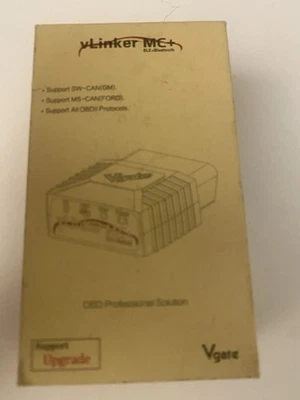 vLinker MC+
BLE+Bluetooth
• Support SW-CAN(GM).
• Support MS-CAN(FORD).
• Support All OBDII Protocols.
Vgate
OBD Professional Solution
Support
Upgrade
Vgate